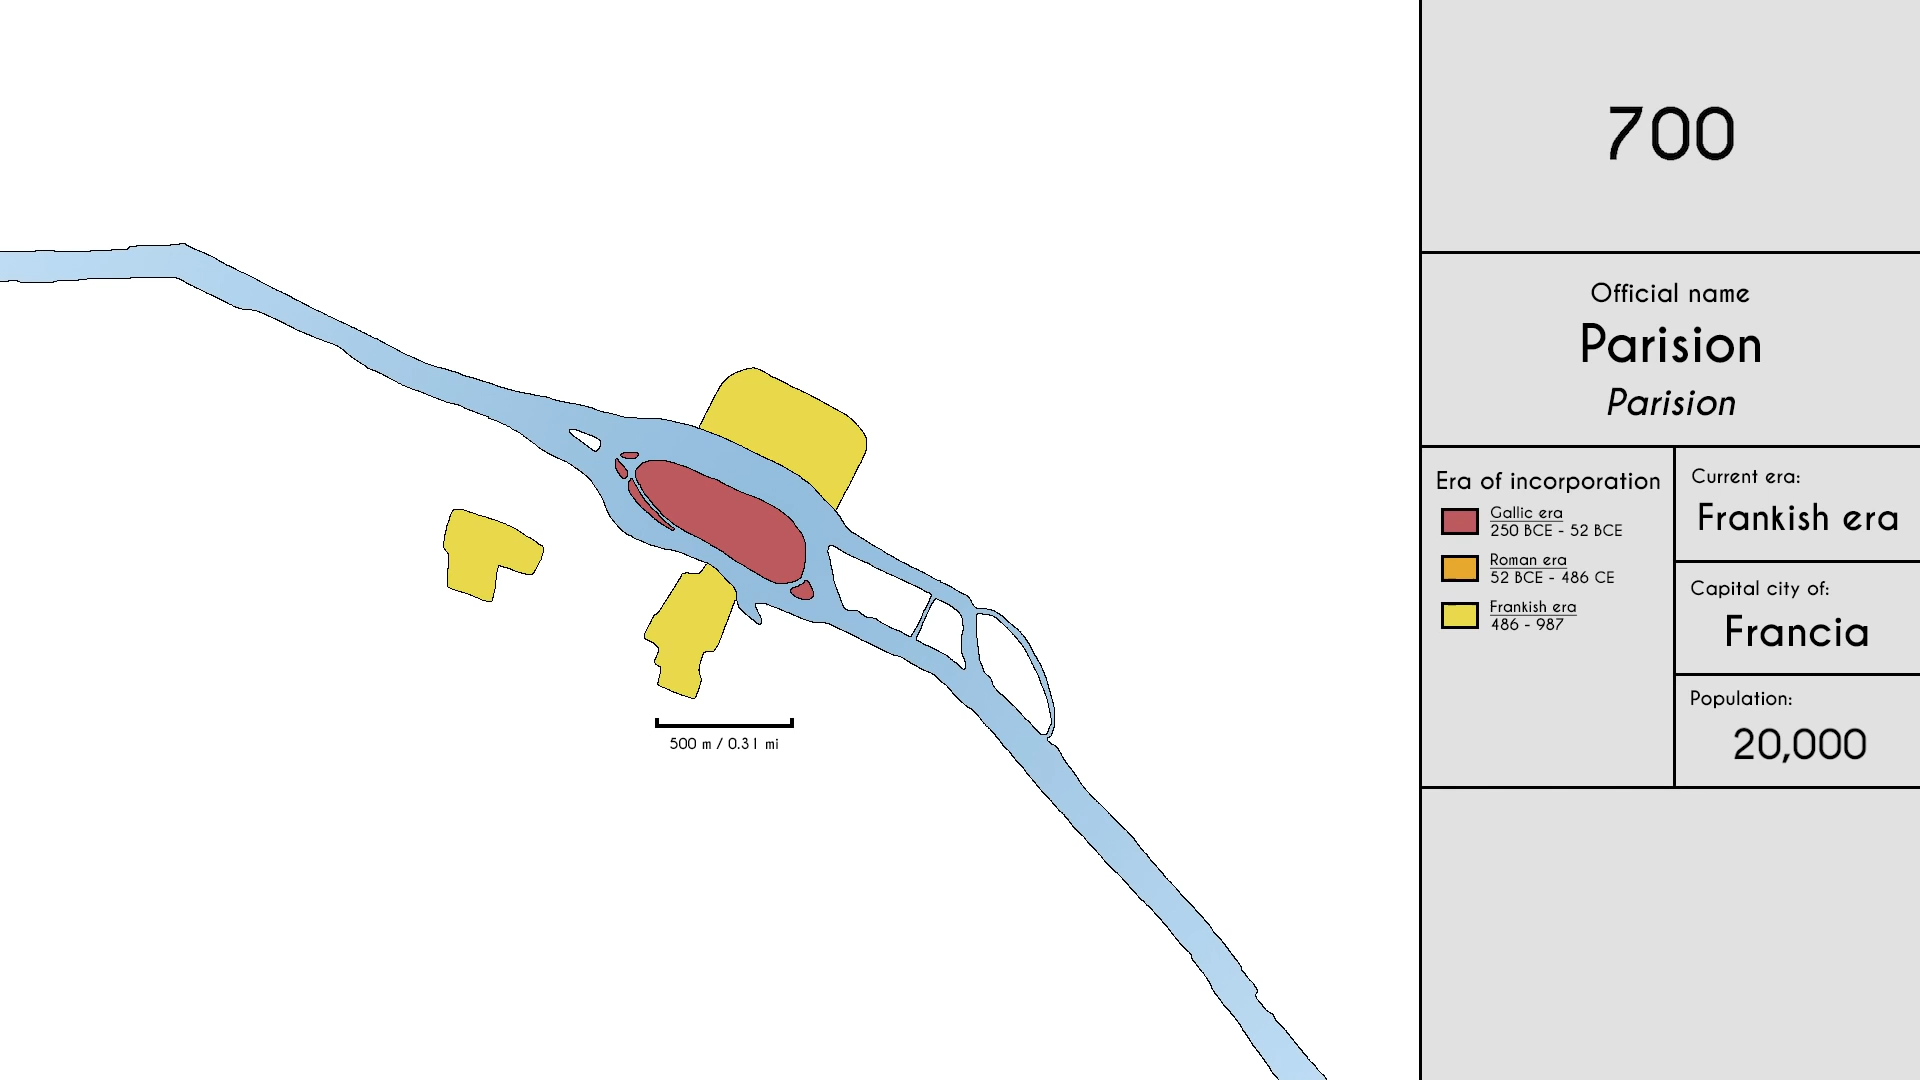 700
Official name
Parision
Parision
Era of incorporation
Gallic era
250 BCE - 52 BCE
Roman era
52 BCE - 486 CE
Frankish era
486 - 987
Current era:
Frankish era
Capital city of:
Francia
Population:
20,000
500 m / 0.31 mi